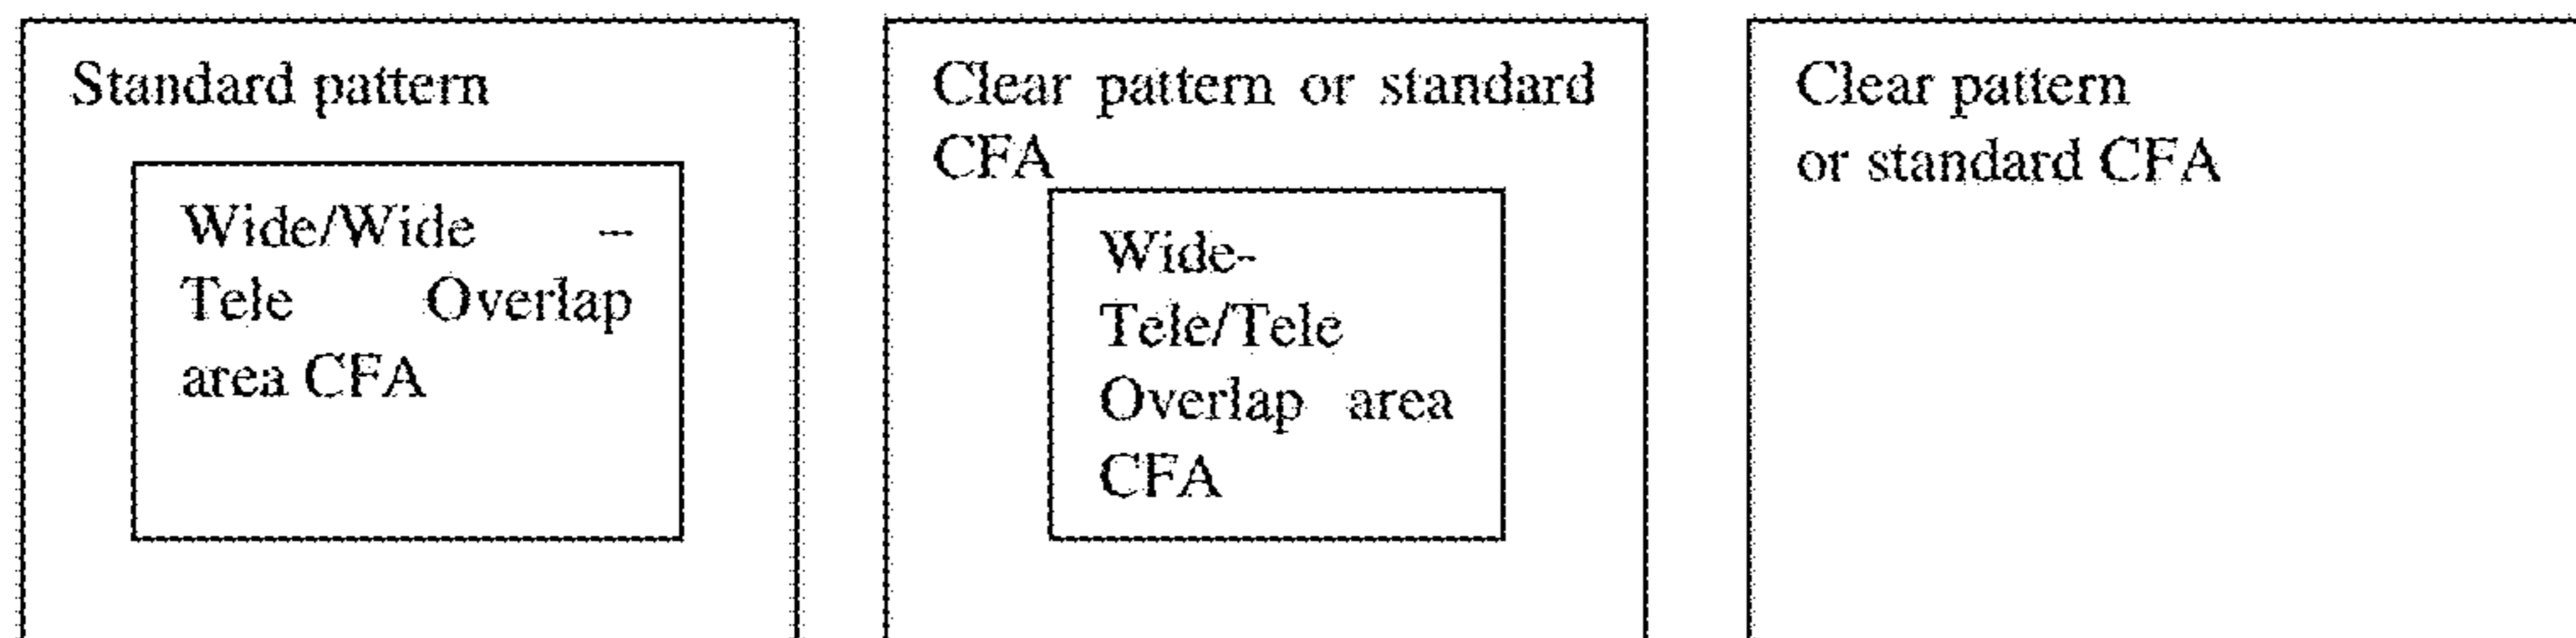 Standard pattern
Wide/Wide –
Tele Overlap
area CFA
Clear pattern or standard
CFA
Wide-
Tele/Tele
Overlap area
CFA
Clear pattern
or standard CFA